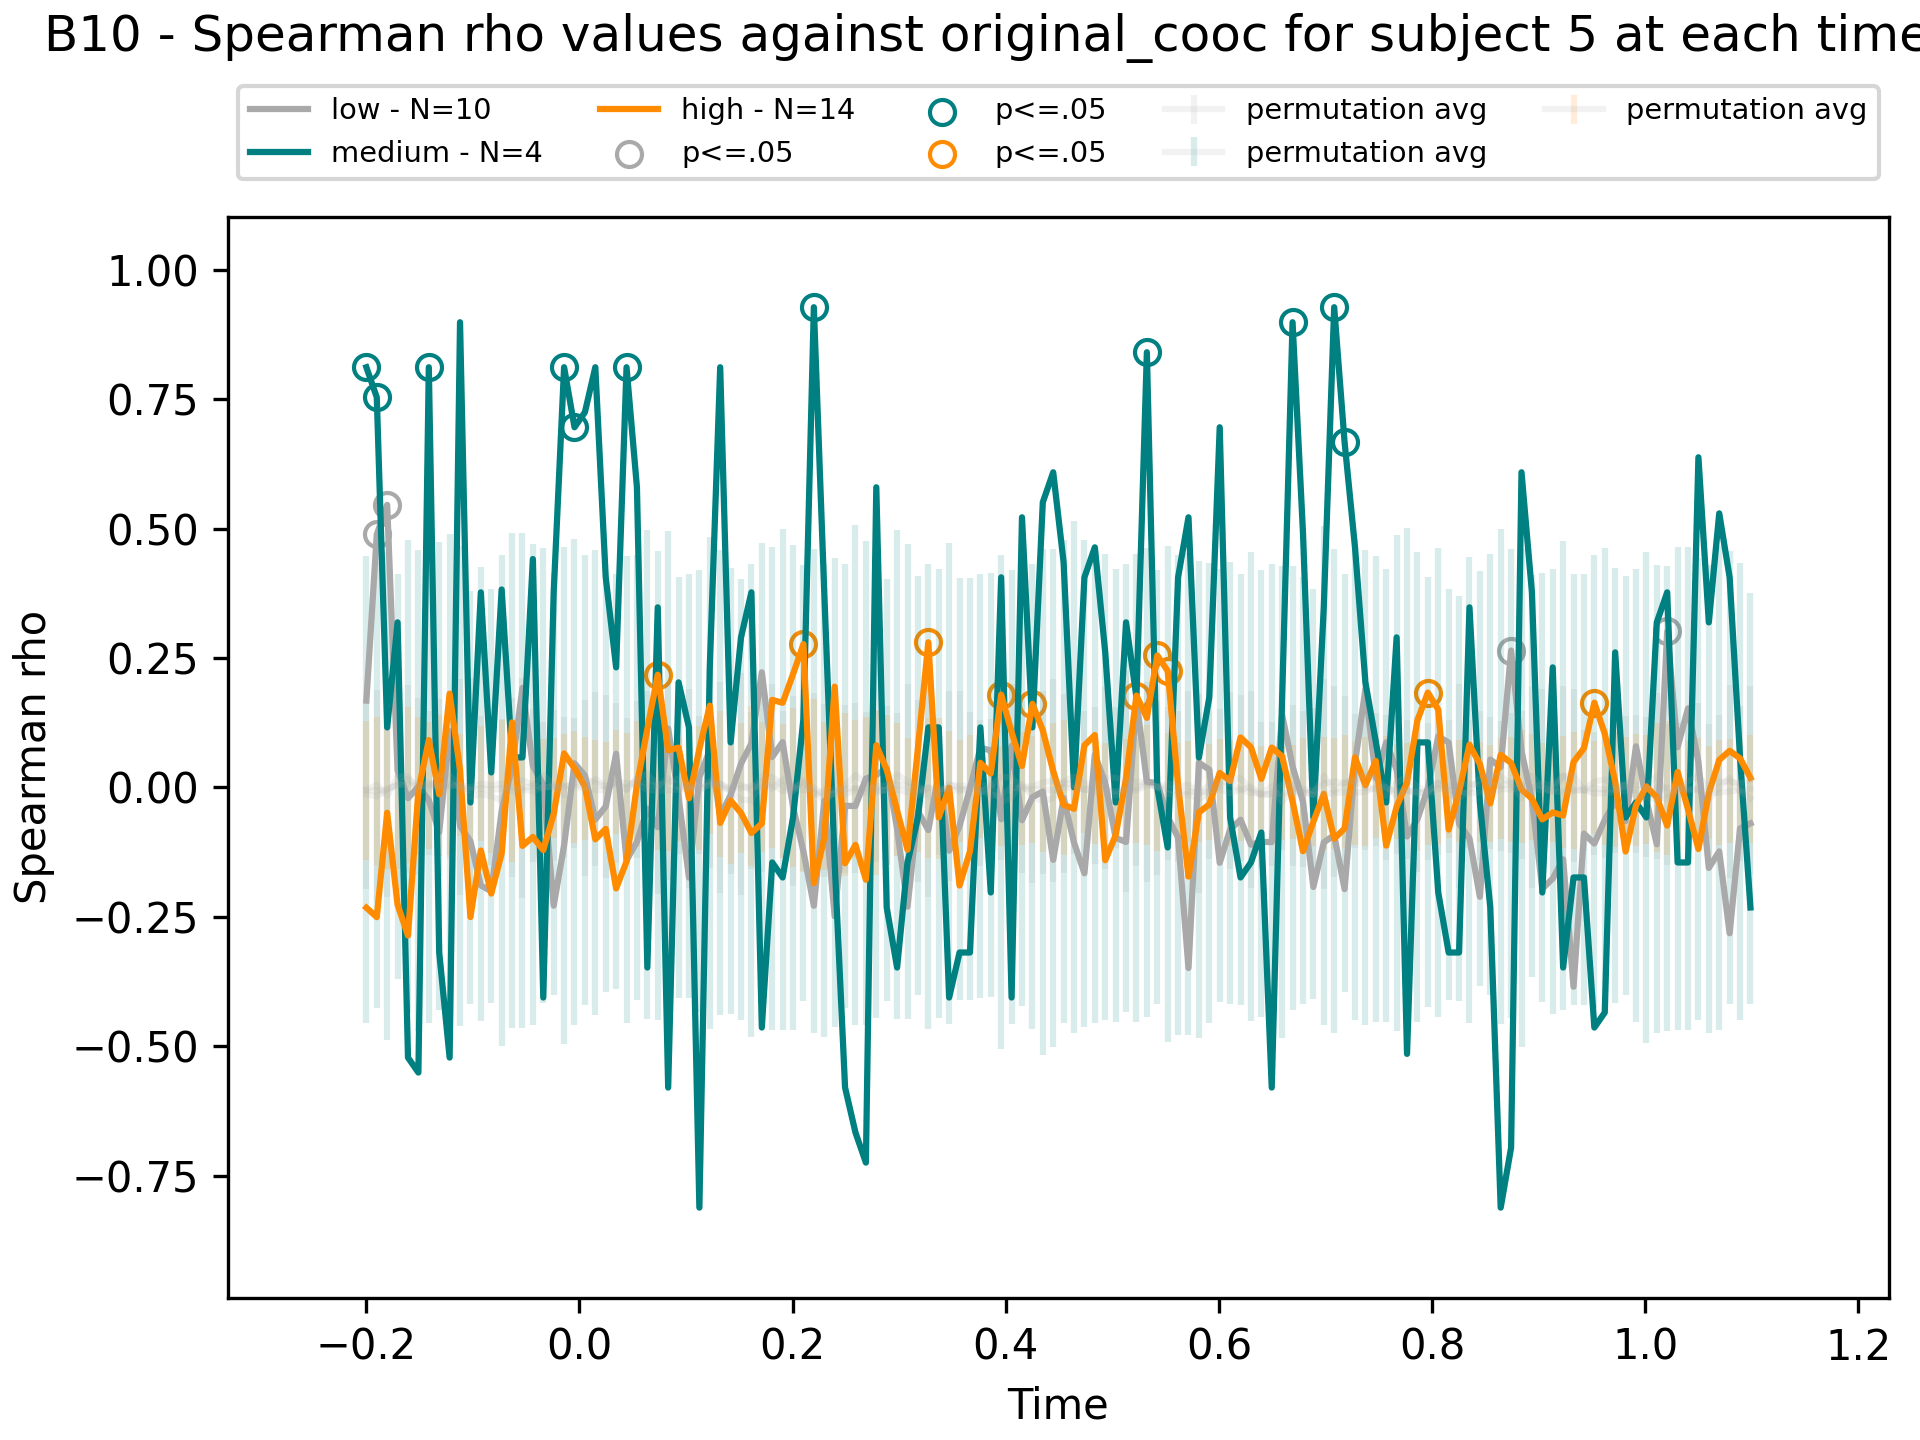 B10 - Spearman rho values against original_cooc for subject 5 at each time
low - N=10 high - N=14 p<=.05 permutation avg permutation avg
medium - N=4 p<=.05 p<=.05 permutation avg
1.00
0.75
0.50
0.25
0.00
−0.25
−0.50
−0.75
Spearman rho
−0.2 0.0 0.2 0.4 0.6 0.8 1.0 1.2
Time